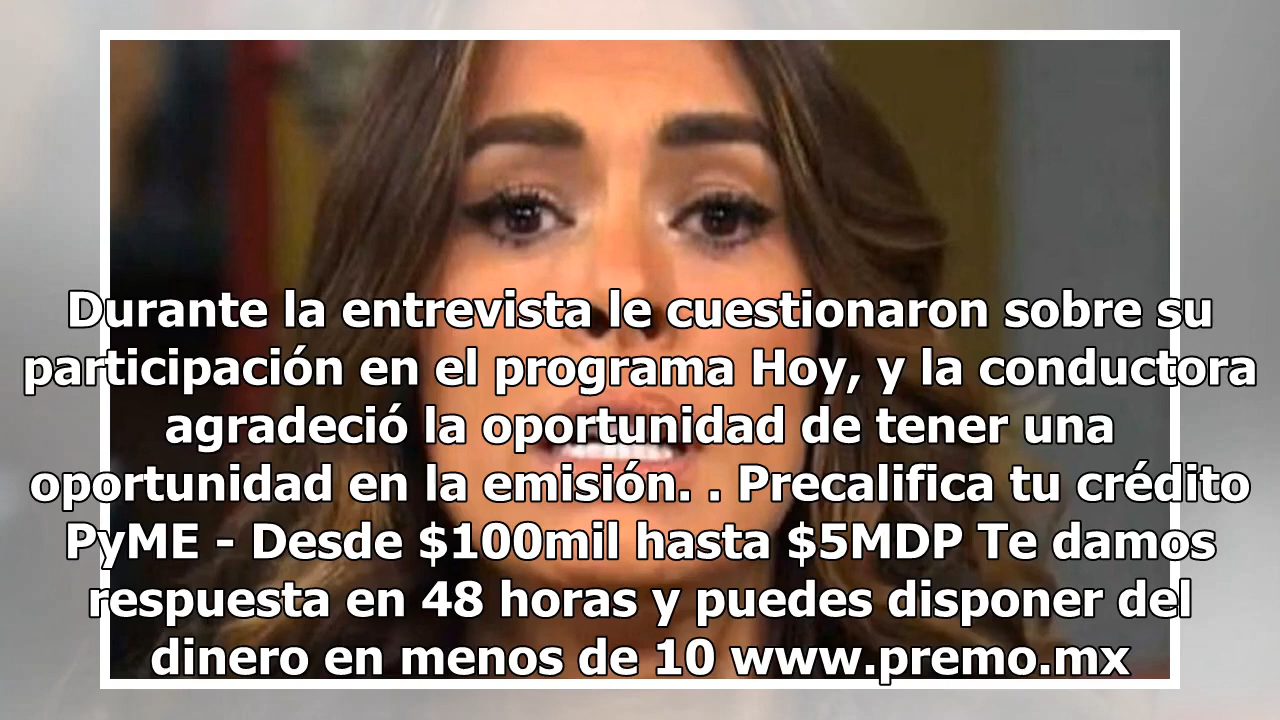 Durante la entrevista le cuestionaron sobre su
participación en el programa Hoy, y la conductora
agradeció la oportunidad de tener una
oportunidad en la emisión. . Precalifica tu crédito
PyME - Desde $100mil hasta $5MDP Te damos
respuesta en 48 horas y puedes disponer del
dinero en menos de 10 www.premo.mx